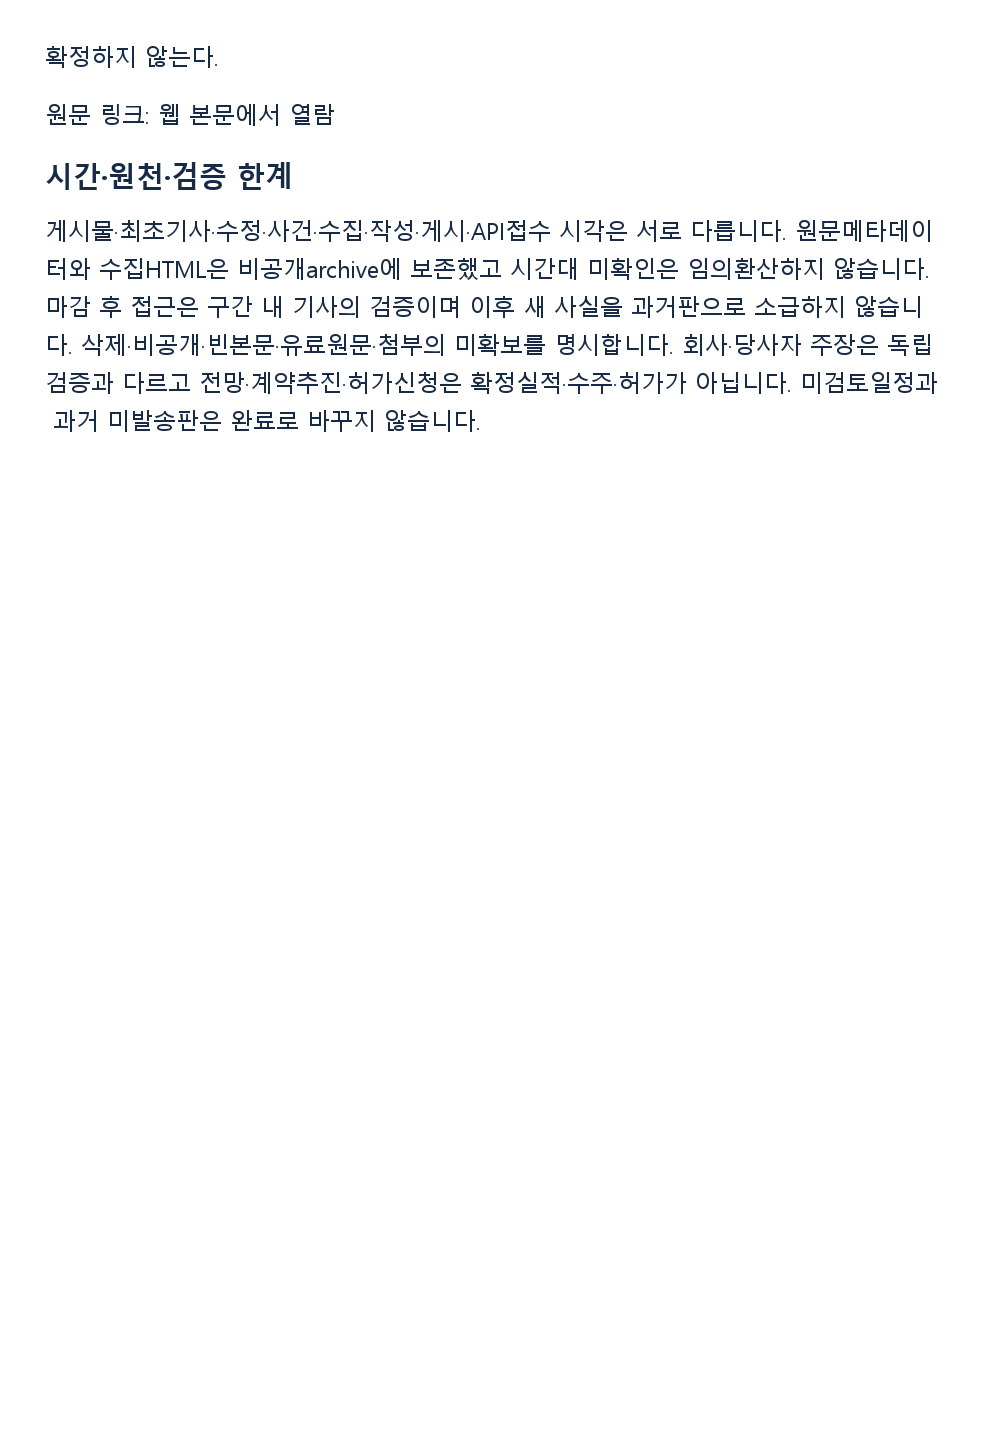 확정하지 않는다.
원문 링크: 웹 본문에서 열람
시간·원천·검증 한계
게시물·최초기사·수정·사건·수집·작성·게시·API접수 시각은 서로 다릅니다. 원문메타데이
터와 수집HTML은 비공개archive에 보존했고 시간대 미확인은 임의환산하지 않습니다.
마감 후 접근은 구간 내 기사의 검증이며 이후 새 사실을 과거판으로 소급하지 않습니
다. 삭제·비공개·빈본문·유료원문·첨부의 미확보를 명시합니다. 회사·당사자 주장은 독립
검증과 다르고 전망·계약추진·허가신청은 확정실적·수주·허가가 아닙니다. 미검토일정과
과거 미발송판은 완료로 바꾸지 않습니다.